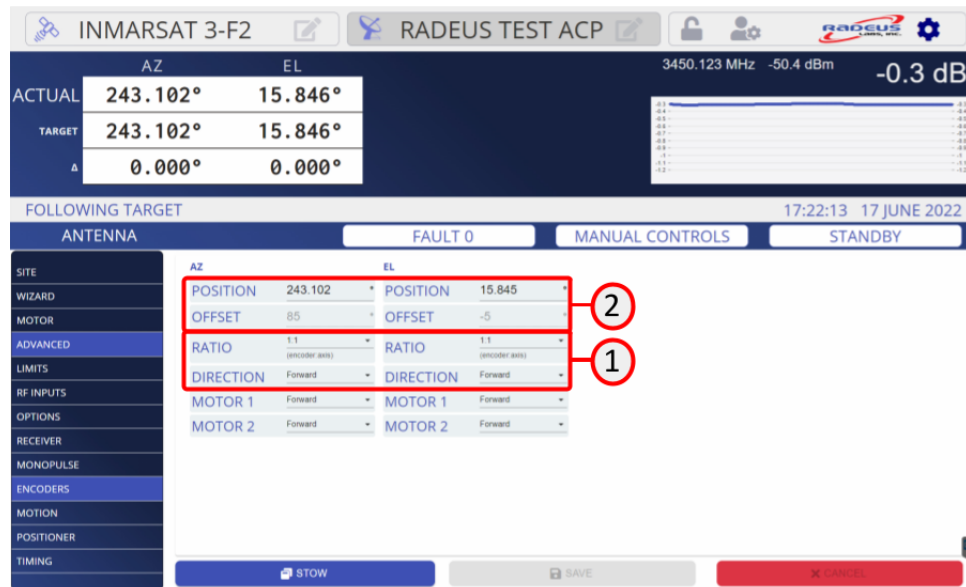 INMARSAT 3-F2
RADEUS TEST ACP
RADEUS
LABS, INC.
AZ EL
3450.123 MHz -50.4 dBm
-0.3 dB
ACTUAL 243.102° 15.846°
TARGET 243.102° 15.846°
Δ 0.000° 0.000°
FOLLOWING TARGET
17:22:13 17 JUNE 2022
ANTENNA
FAULT 0
MANUAL CONTROLS
STANDBY
SITE
WIZARD
MOTOR
ADVANCED
LIMITS
RF INPUTS
OPTIONS
RECEIVER
MONOPULSE
ENCODERS
MOTION
POSITIONER
TIMING
AZ EL
POSITION 243.102 ° POSITION 15.845 °
OFFSET 85 ° OFFSET -5 °
2
RATIO 1:1 RATIO 1:1
(encoder:axis) (encoder:axis)
1
DIRECTION Forward DIRECTION Forward
MOTOR 1 Forward MOTOR 1 Forward
MOTOR 2 Forward MOTOR 2 Forward
STOW
SAVE
X CANCEL